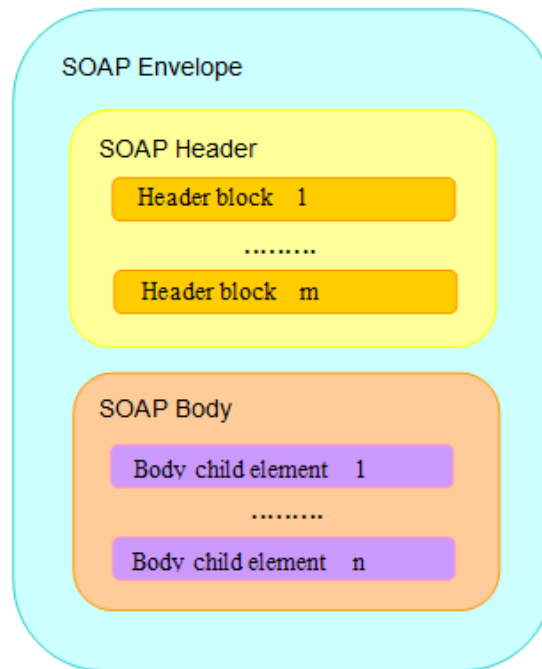 SOAP Envelope
SOAP Header
Header block 1
.........
Header block m
SOAP Body
Body child element 1
.........
Body child element n